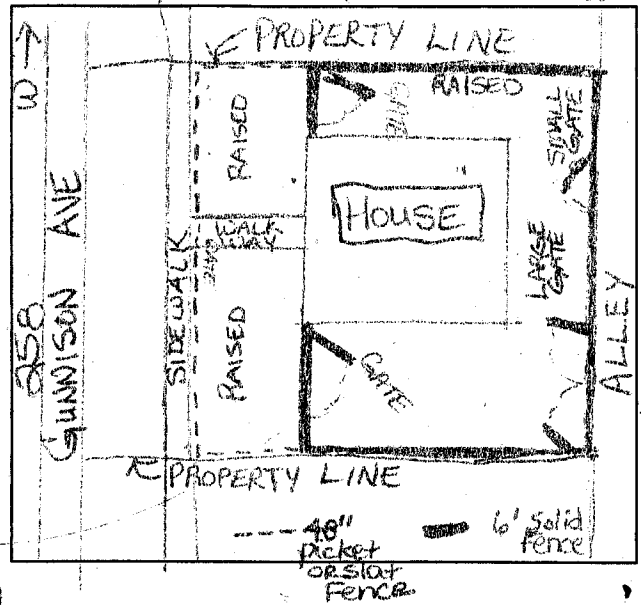 PROPERTY LINE
W
RAISED
RAISED
GATE
SMALL
GATE
HOUSE
WALK
WAY
LARGE
GATE
258
GUNNISON AVE
SIDEWALK
RAISED
GATE
ALLEY
PROPERTY LINE
48"
picket
or slat
Fence
6' Solid
Fence